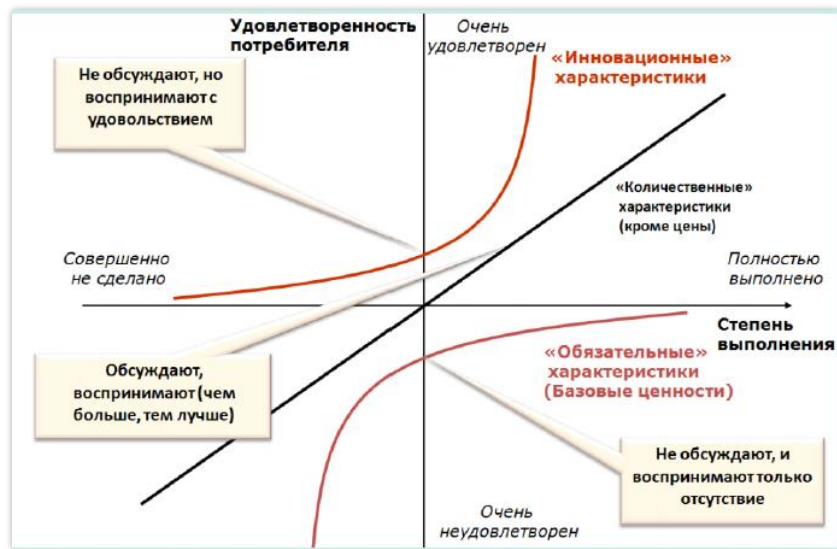 Удовлетворенность
потребителя
Очень
удовлетворен
«Инновационные»
характеристики
Не обсуждают, но
воспринимают с
удовольствием
«Количественные»
характеристики
(кроме цены)
Совершенно
не сделано
Полностью
выполнено
Степень
выполнения
«Обязательные»
характеристики
(Базовые ценности)
Обсуждают,
воспринимают (чем
больше, тем лучше)
Не обсуждают, и
воспринимают только
отсутствие
Очень
неудовлетворен